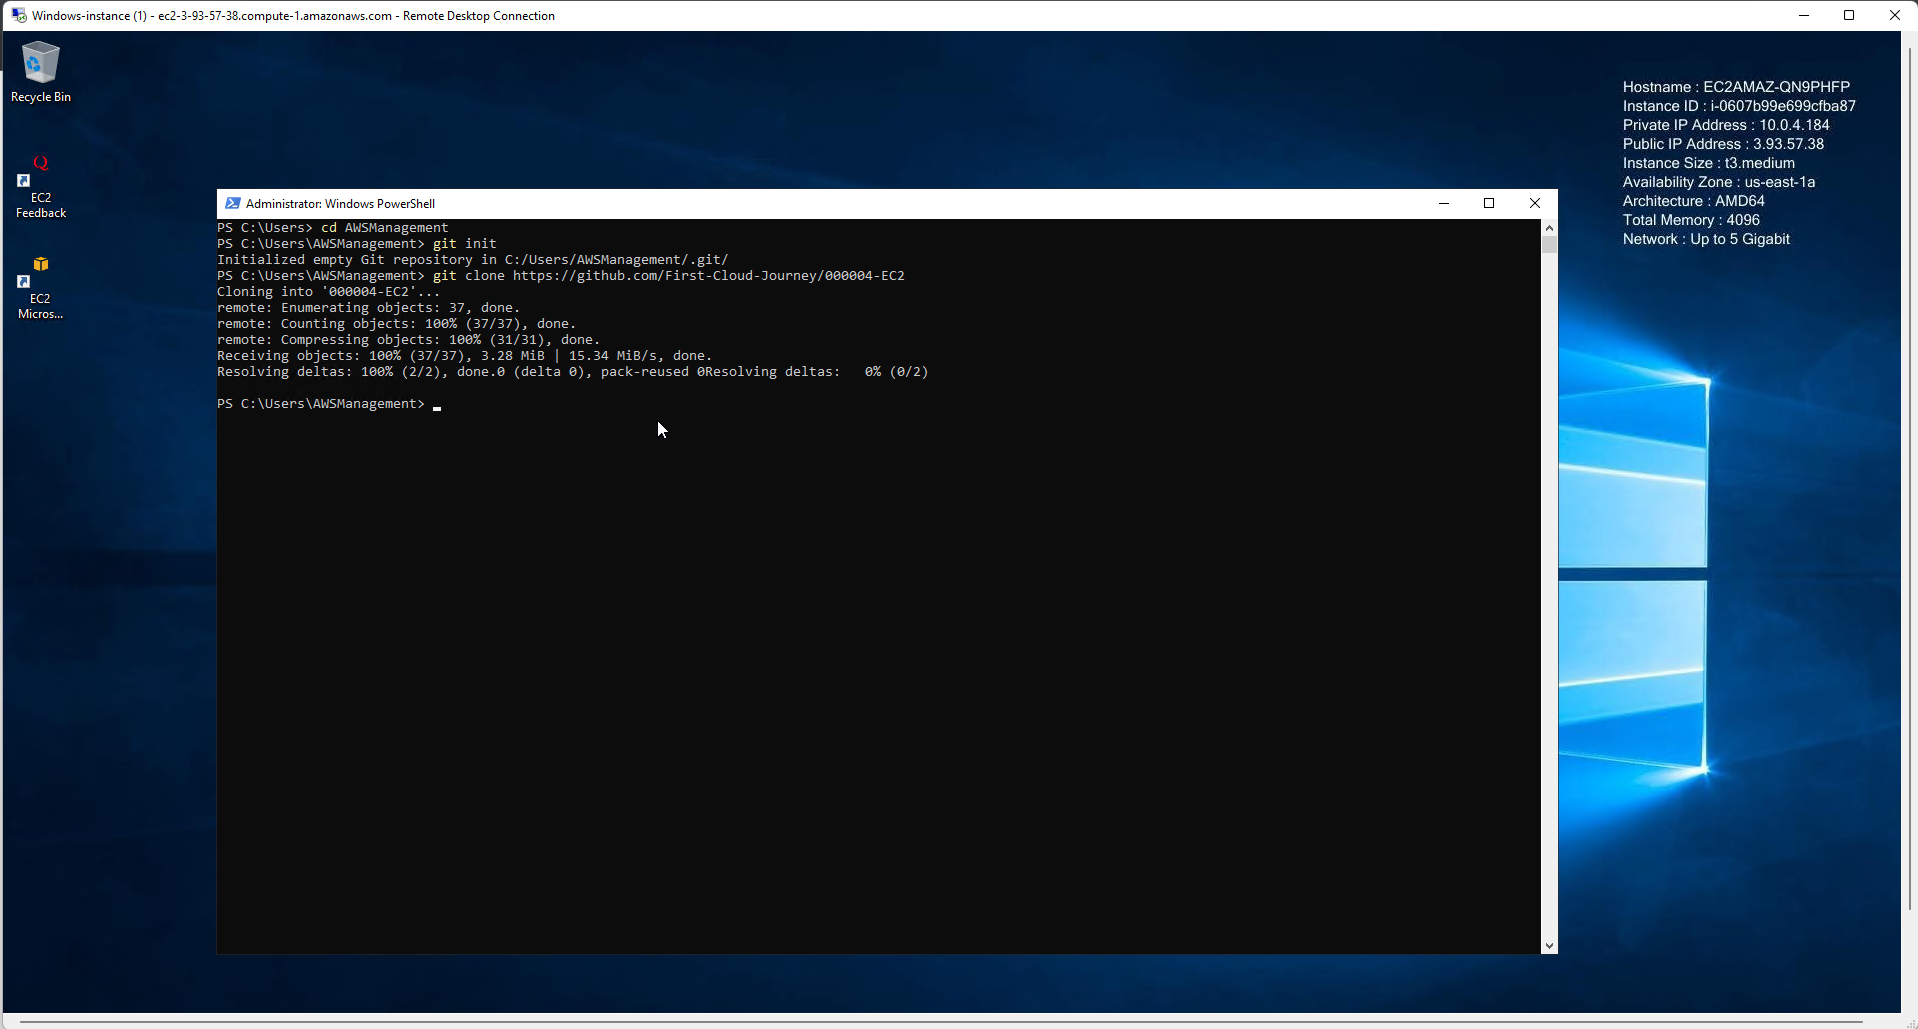 Windows-instance (1) - ec2-3-93-57-38.compute-1.amazonaws.com - Remote Desktop Connection
Recycle Bin
EC2
Feedback
EC2
Micros...
Hostname : EC2AMAZ-QN9PHFP
Instance ID : i-0607b99e699cfba87
Private IP Address : 10.0.4.184
Public IP Address : 3.93.57.38
Instance Size : t3.medium
Availability Zone : us-east-1a
Architecture : AMD64
Total Memory : 4096
Network : Up to 5 Gigabit
Administrator: Windows PowerShell
PS C:\Users> cd AWSManagement
PS C:\Users\AWSManagement> git init
Initialized empty Git repository in C:/Users/AWSManagement/.git/
PS C:\Users\AWSManagement> git clone https://github.com/First-Cloud-Journey/000004-EC2
Cloning into '000004-EC2'...
remote: Enumerating objects: 37, done.
remote: Counting objects: 100% (37/37), done.
remote: Compressing objects: 100% (31/31), done.
Receiving objects: 100% (37/37), 3.28 MiB | 15.34 MiB/s, done.
Resolving deltas: 100% (2/2), done.0 (delta 0), pack-reused 0Resolving deltas:   0% (0/2)
PS C:\Users\AWSManagement>